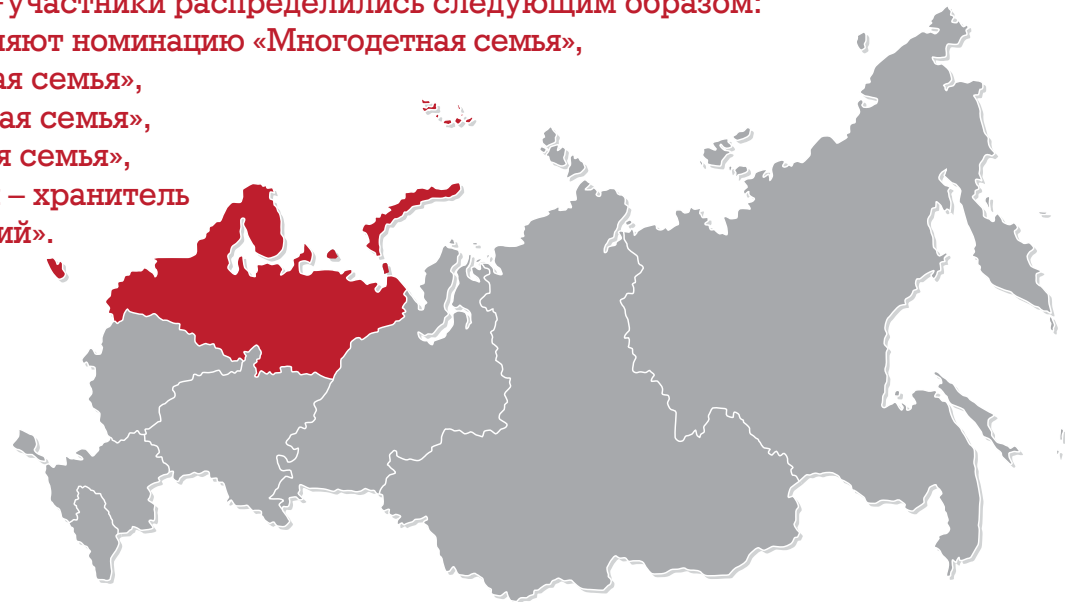 участники распределились следующим образом:
яют номинацию «Многодетная семья»,
ая семья»,
ая семья»,
я семья»,
– хранитель
ий».